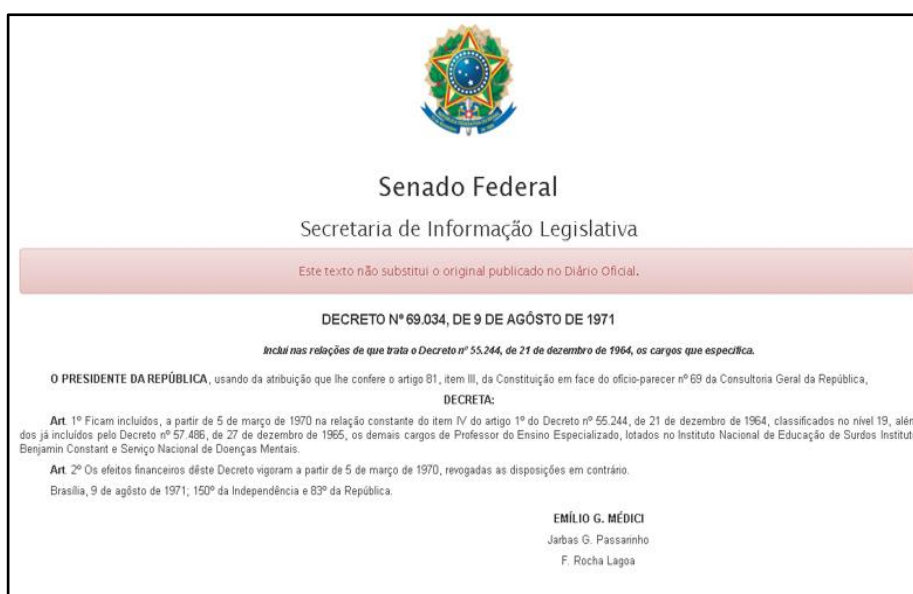 Senado Federal
Secretaria de Informação Legislativa
Este texto não substitui o original publicado no Diário Oficial.
DECRETO Nº 69.034, DE 9 DE AGÔSTO DE 1971
Inclui nas relações de que trata o Decreto nº 55.244, de 21 de dezembro de 1964, os cargos que especifica.
O PRESIDENTE DA REPÚBLICA, usando da atribuição que lhe confere o artigo 81, item III, da Constituição em face do ofício-parecer nº 69 da Consultoria Geral da República,
DECRETA:
Art. 1º Ficam incluídos, a partir de 5 de março de 1970 na relação constante do item IV do artigo 1º do Decreto nº 55.244, de 21 de dezembro de 1964, classificados no nível 19, alé
dos já incluídos pelo Decreto nº 57.486, de 27 de dezembro de 1965, os demais cargos de Professor do Ensino Especializado, lotados no Instituto Nacional de Educação de Surdos Institut
Benjamin Constant e Serviço Nacional de Doenças Mentais.
Art. 2º Os efeitos financeiros dêste Decreto vigoram a partir de 5 de março de 1970, revogadas as disposições em contrário.
Brasília, 9 de agôsto de 1971; 150º da Independência e 83º da República.
EMÍLIO G. MÉDICI
Jarbas G. Passarinho
F. Rocha Lagoa